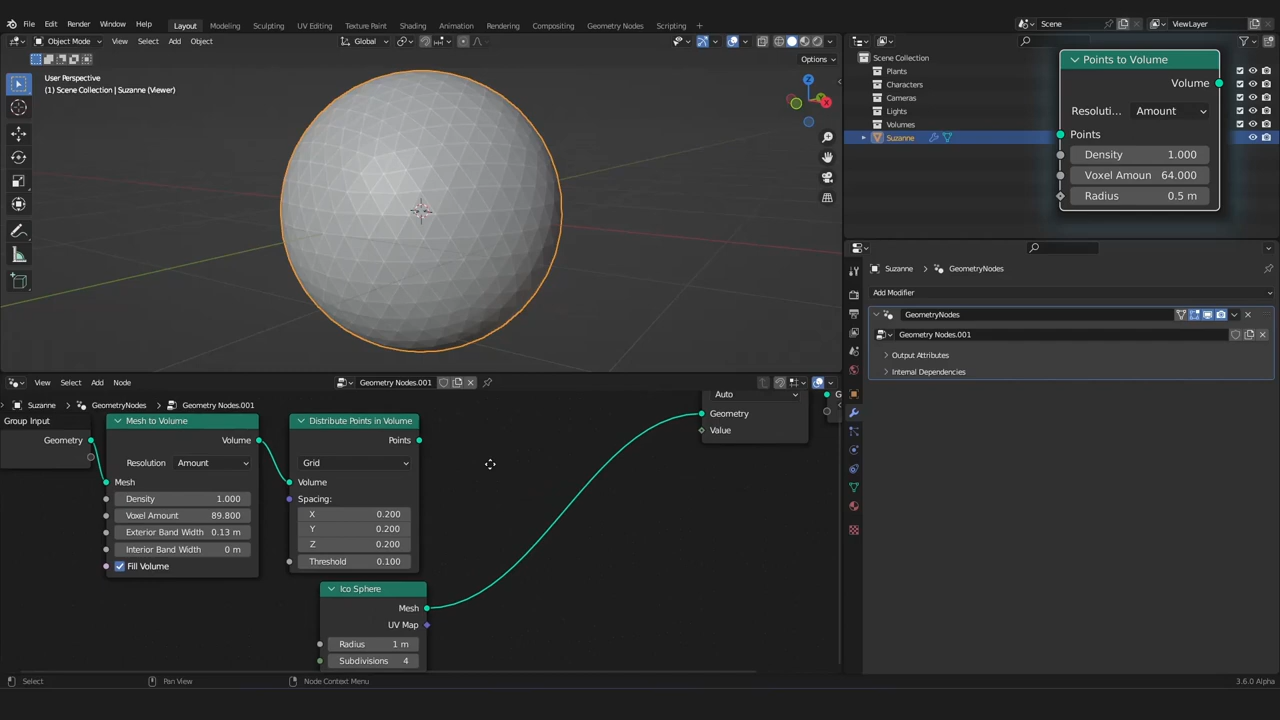 File Edit Render Window Help
Layout Modeling Sculpting UV Editing Texture Paint Shading Animation Rendering Compositing Geometry Nodes Scripting +
Scene
ViewLayer
Object Mode View Select Add Object
Global
Options
User Perspective
(1) Scene Collection | Suzanne (Viewer)
Z
X
Scene Collection
Plants
Characters
Cameras
Lights
Volumes
Suzanne
Points to Volume
Volume
Resoluti... Amount
Points
Density 1.000
Voxel Amoun 64.000
Radius 0.5 m
Suzanne > GeometryNodes
Add Modifier
GeometryNodes
Geometry Nodes.001
Output Attributes
Internal Dependencies
View Select Add Node
Geometry Nodes.001
Suzanne > GeometryNodes > Geometry Nodes.001
Group Input
Geometry
Mesh to Volume
Volume
Resolution Amount
Mesh
Density 1.000
Voxel Amount 89.800
Exterior Band Width 0.13 m
Interior Band Width 0 m
Fill Volume
Distribute Points in Volume
Points
Grid
Volume
Spacing:
X 0.200
Y 0.200
Z 0.200
Threshold 0.100
Ico Sphere
Mesh
UV Map
Radius 1 m
Subdivisions 4
Auto
Geometry
Value
G
Select
Pan View
Node Context Menu
3.6.0 Alpha